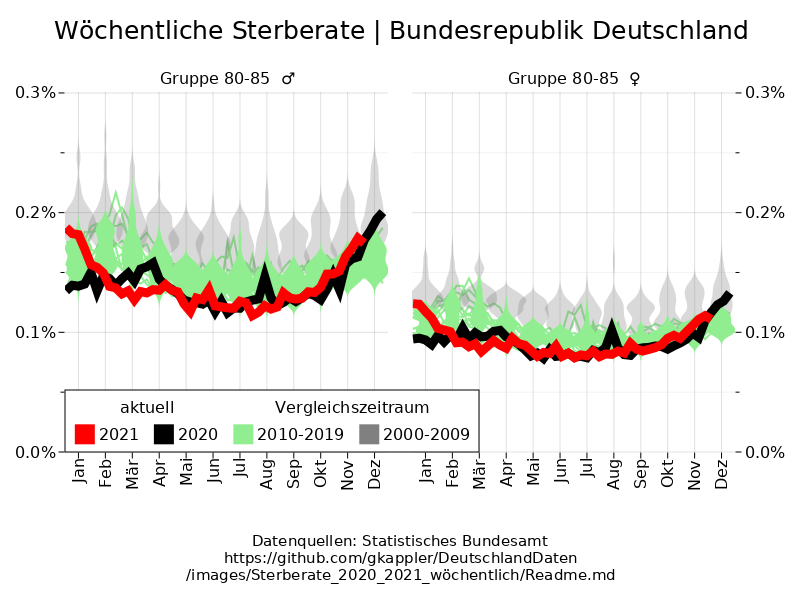 Wöchentliche Sterberate | Bundesrepublik Deutschland
Gruppe 80-85 ♂
Gruppe 80-85 ♀
0.3%
0.2%
0.1%
0.0%
0.3%
0.2%
0.1%
0.0%
aktuell
Vergleichszeitraum
2021
2020
2010-2019
2000-2009
Jan
Feb
Mär
Apr
Mai
Jun
Jul
Aug
Sep
Okt
Nov
Dez
Jan
Feb
Mär
Apr
Mai
Jun
Jul
Aug
Sep
Okt
Nov
Dez
Datenquellen: Statistisches Bundesamt
https://github.com/gkappler/DeutschlandDaten
/images/Sterberate_2020_2021_wöchentlich/Readme.md